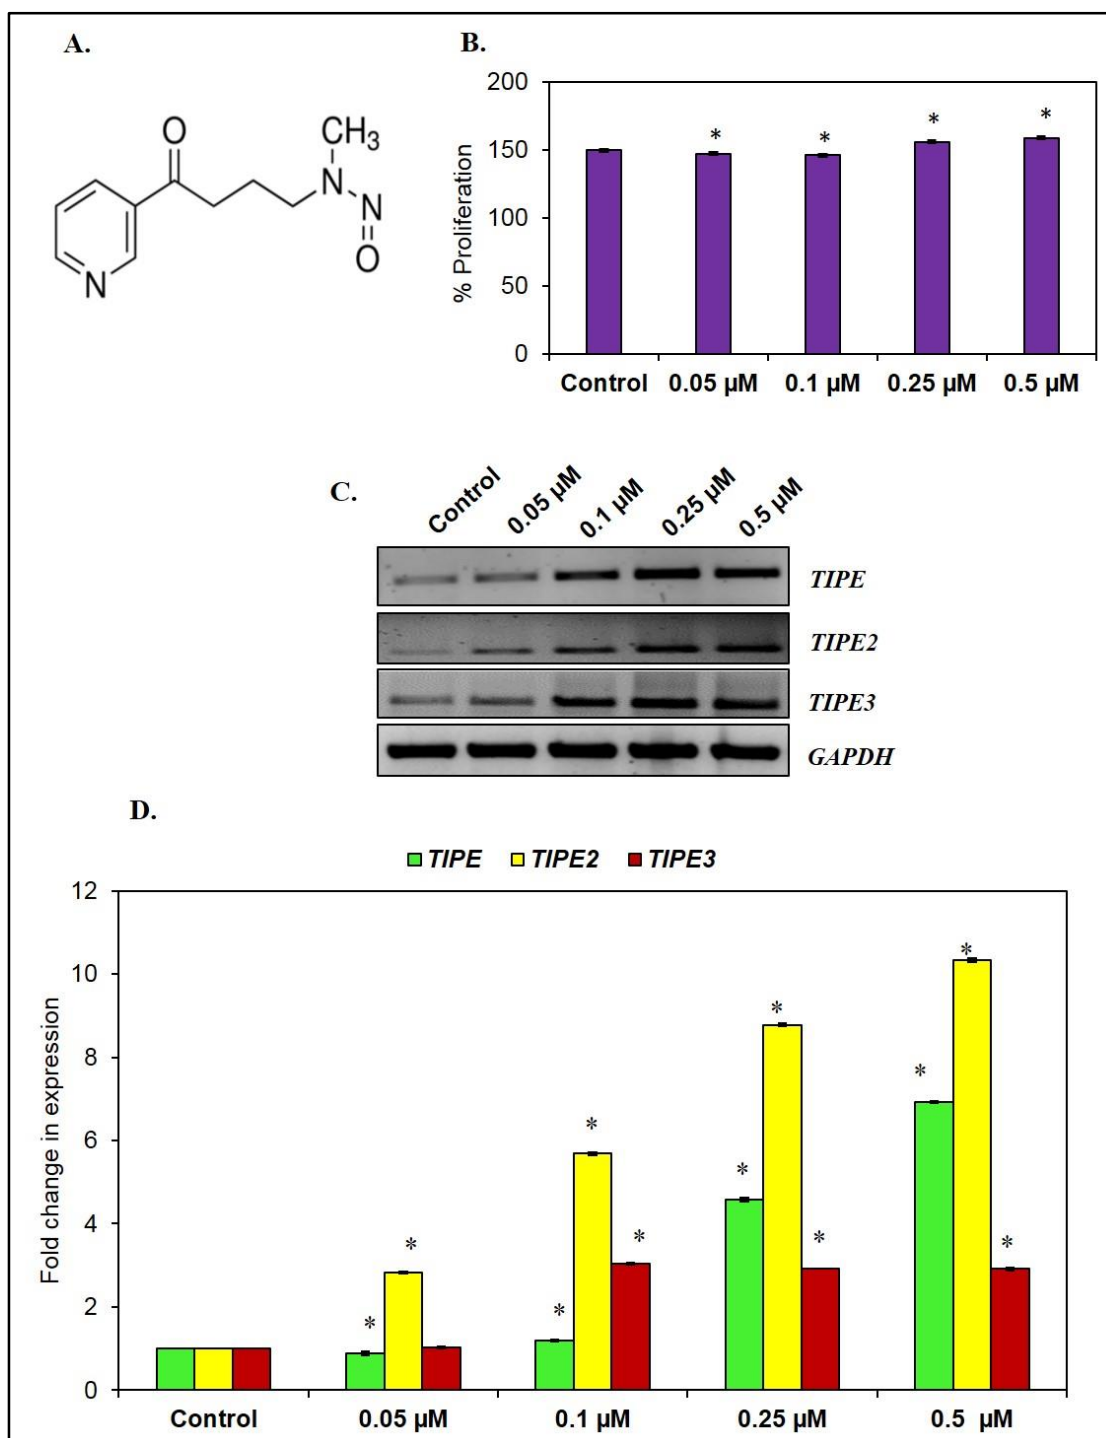 A.
O
CH3
N
N
O
N
B.
% Proliferation
200
150
100
50
0
* * * *
Control 0.05 µM 0.1 µM 0.25 µM 0.5 µM
C.
Control 0.05 µM 0.1 µM 0.25 µM 0.5 µM
TIPE
TIPE2
TIPE3
GAPDH
D.
TIPE TIPE2 TIPE3
Fold change in expression
12
10
8
6
4
2
0
* * * * * * * * * * *
Control 0.05 µM 0.1 µM 0.25 µM 0.5 µM